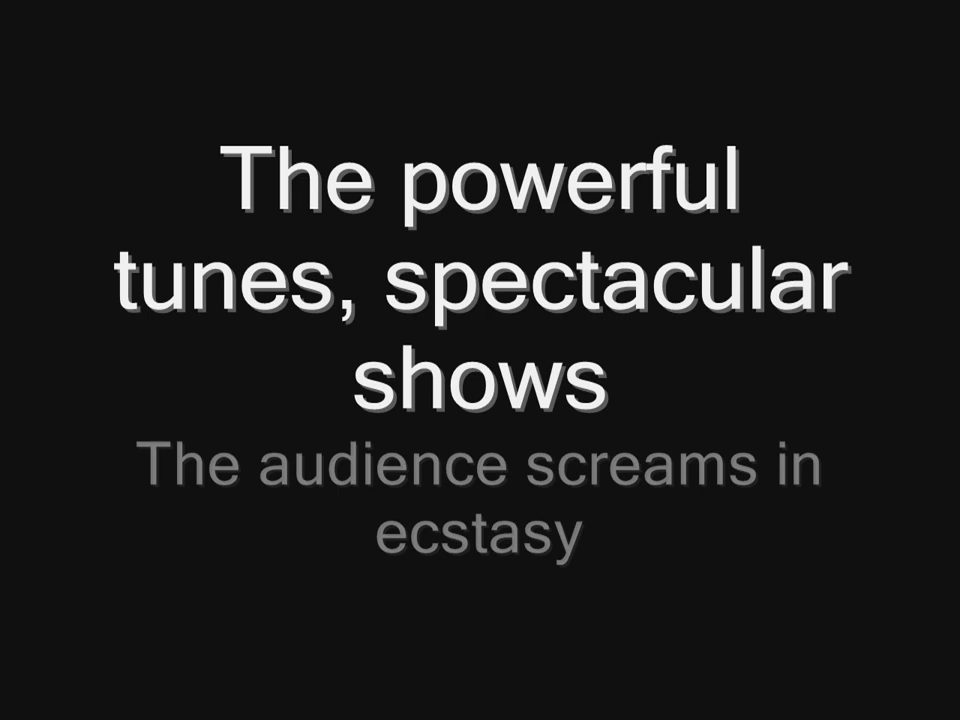 The powerful
tunes, spectacular
shows
The audience screams in
ecstasy